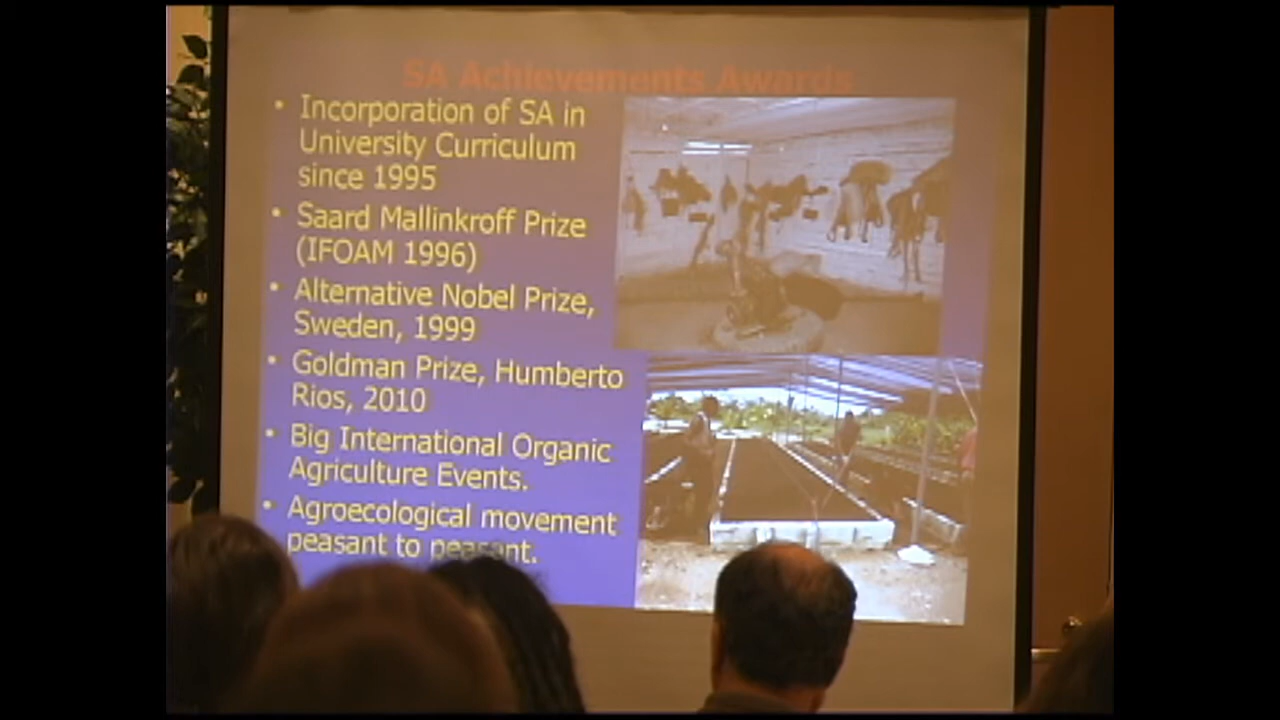 SA Achievements Awards
• Incorporation of SA in
University Curriculum
since 1995
• Saard Mallinkroff Prize
(IFOAM 1996)
• Alternative Nobel Prize,
Sweden, 1999
• Goldman Prize, Humberto
Rios, 2010
• Big International Organic
Agriculture Events.
• Agroecological movement
peasant to peasant.